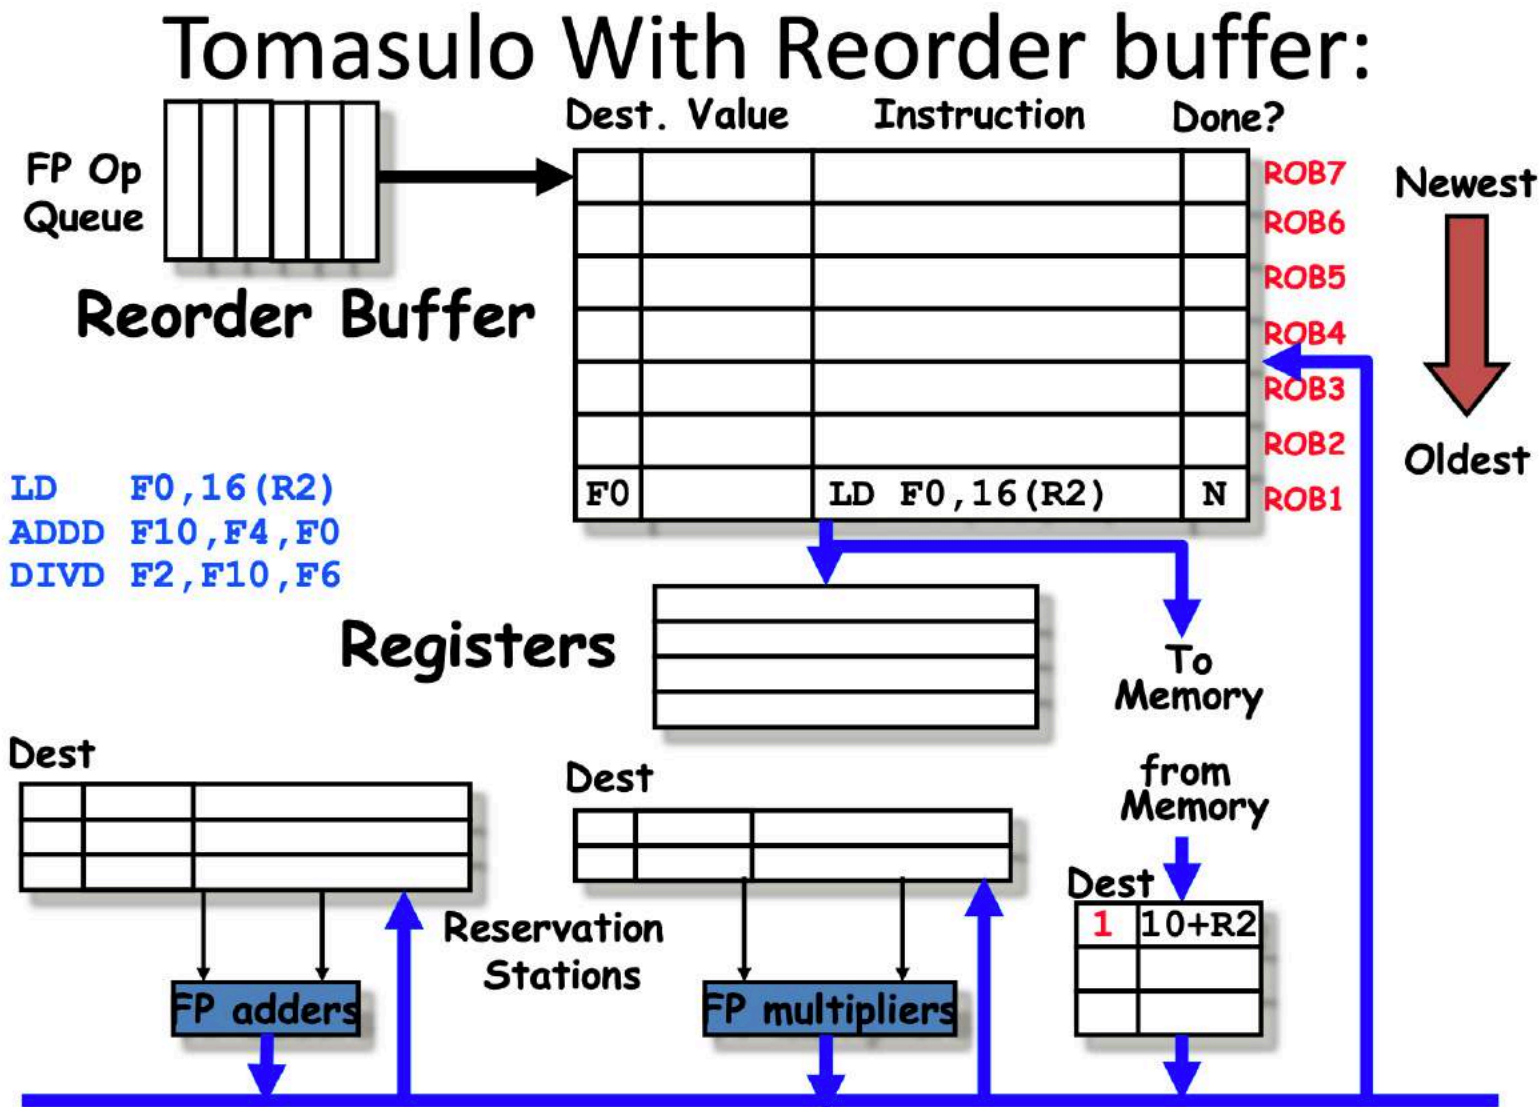 Tomasulo With Reorder buffer:
Dest. Value Instruction Done?
FP Op
Queue
Reorder Buffer
ROB7
ROB6
ROB5
ROB4
ROB3
ROB2
F0 LD F0,16(R2) N ROB1
Newest
Oldest
LD F0,16(R2)
ADDD F10,F4,F0
DIVD F2,F10,F6
Registers
To
Memory
from
Memory
Dest
Dest
Dest
1 10+R2
Reservation
Stations
FP adders
FP multipliers